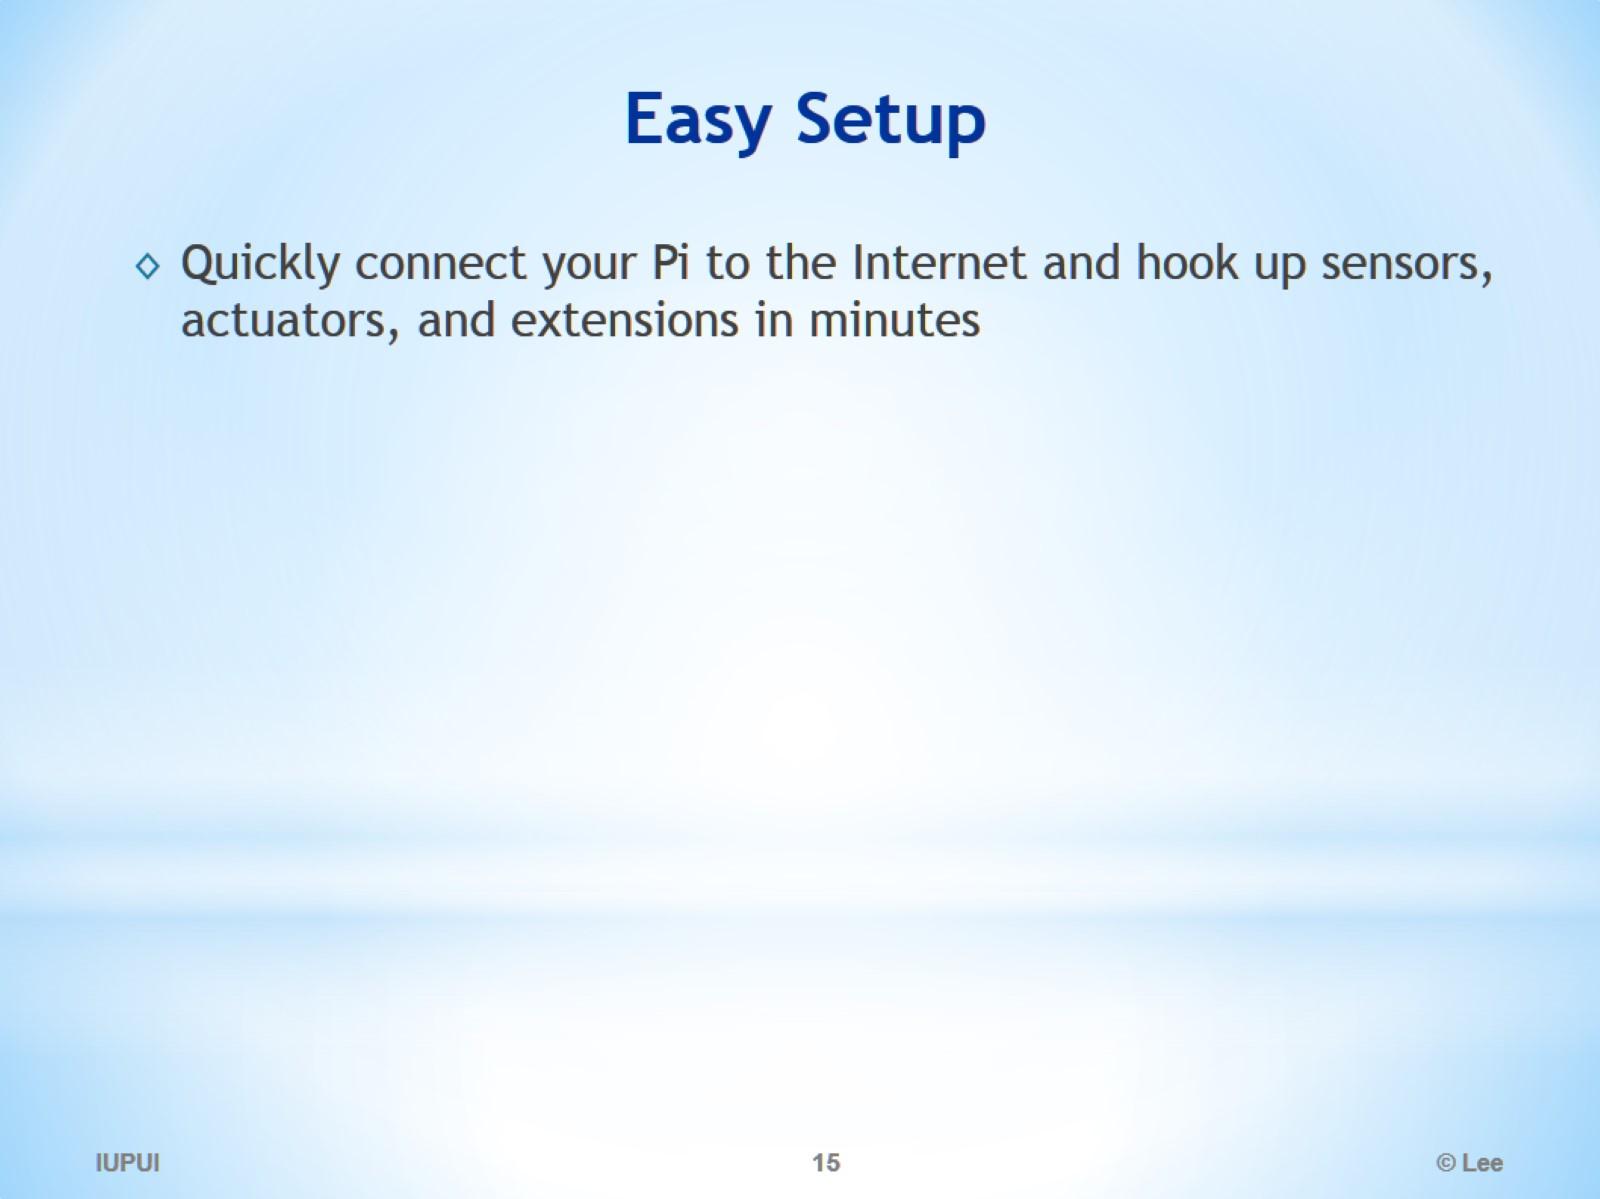 Easy Setup
◇ Quickly connect your Pi to the Internet and hook up sensors,
actuators, and extensions in minutes
IUPUI
15
© Lee